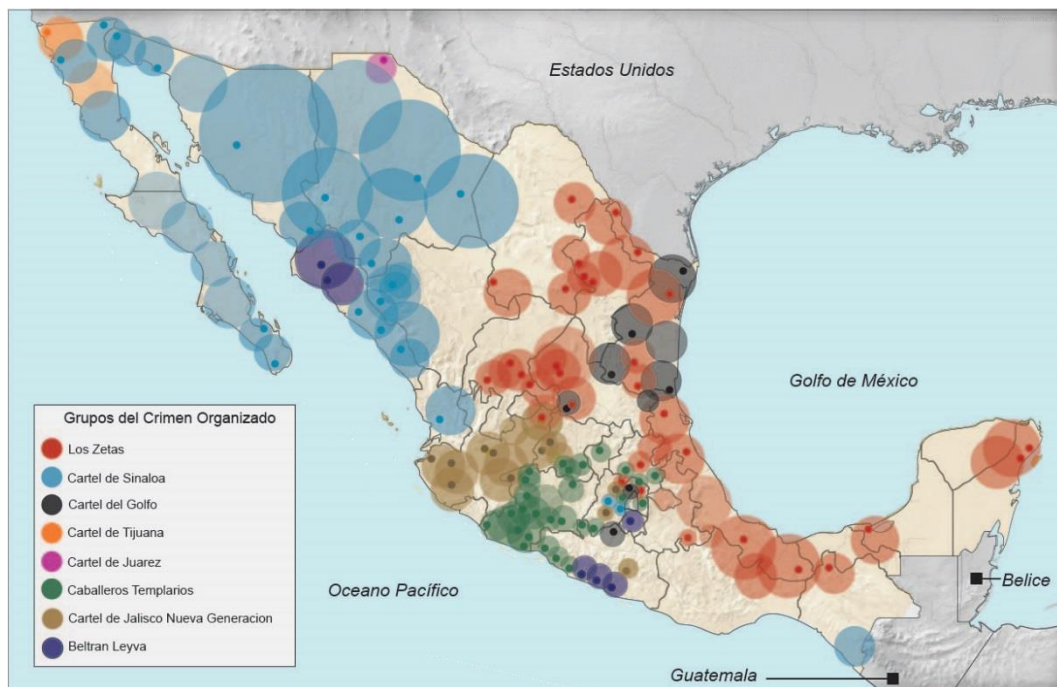 Estados Unidos
Golfo de México
Grupos del Crimen Organizado
Los Zetas
Cartel de Sinaloa
Cartel del Golfo
Cartel de Tijuana
Cartel de Juarez
Caballeros Templarios
Cartel de Jalisco Nueva Generacion
Beltran Leyva
Oceano Pacífico
Belice
Guatemala